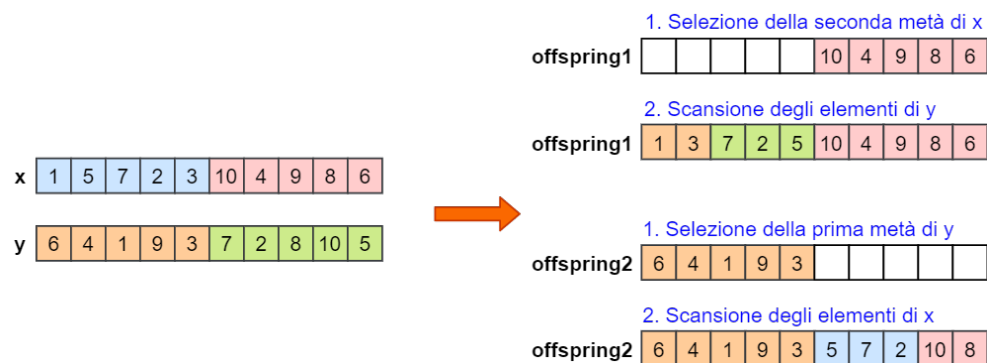 x 1 5 7 2 3 10 4 9 8 6
y 6 4 1 9 3 7 2 8 10 5
1. Selezione della seconda metà di x
offspring1 10 4 9 8 6
2. Scansione degli elementi di y
offspring1 1 3 7 2 5 10 4 9 8 6
1. Selezione della prima metà di y
offspring2 6 4 1 9 3
2. Scansione degli elementi di x
offspring2 6 4 1 9 3 5 7 2 10 8